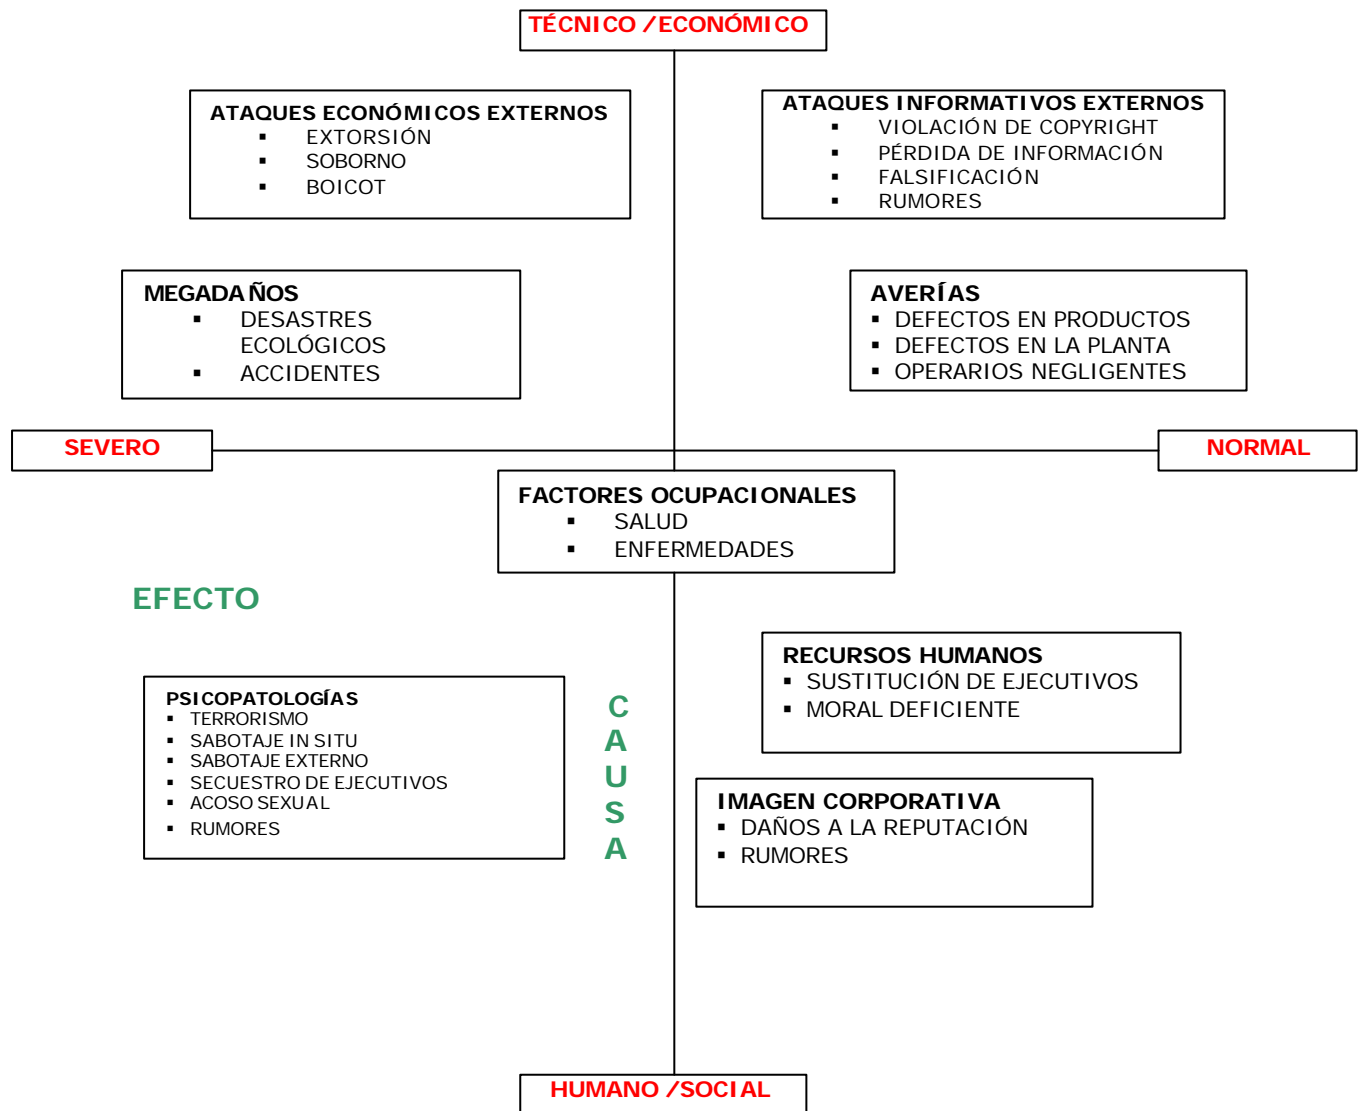 TÉCNICO / ECONÓMICO
ATAQUES ECONÓMICOS EXTERNOS
▪ EXTORSIÓN
▪ SOBORNO
▪ BOICOT
ATAQUES INFORMATIVOS EXTERNOS
▪ VIOLACIÓN DE COPYRIGHT
▪ PÉRDIDA DE INFORMACIÓN
▪ FALSIFICACIÓN
▪ RUMORES
MEGADAÑOS
▪ DESASTRES
ECOLÓGICOS
▪ ACCIDENTES
AVERÍAS
▪ DEFECTOS EN PRODUCTOS
▪ DEFECTOS EN LA PLANTA
▪ OPERARIOS NEGLIGENTES
SEVERO
NORMAL
FACTORES OCUPACIONALES
▪ SALUD
▪ ENFERMEDADES
EFECTO
RECURSOS HUMANOS
▪ SUSTITUCIÓN DE EJECUTIVOS
▪ MORAL DEFICIENTE
PSICOPATOLOGÍAS
▪ TERRORISMO
▪ SABOTAJE IN SITU
▪ SABOTAJE EXTERNO
▪ SECUESTRO DE EJECUTIVOS
▪ ACOSO SEXUAL
▪ RUMORES
C
A
U
S
A
IMAGEN CORPORATIVA
▪ DAÑOS A LA REPUTACIÓN
▪ RUMORES
HUMANO / SOCIAL